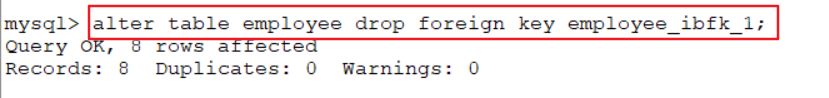 mysql> alter table employee drop foreign key employee_ibfk_1;
Query OK, 8 rows affected
Records: 8  Duplicates: 0  Warnings: 0